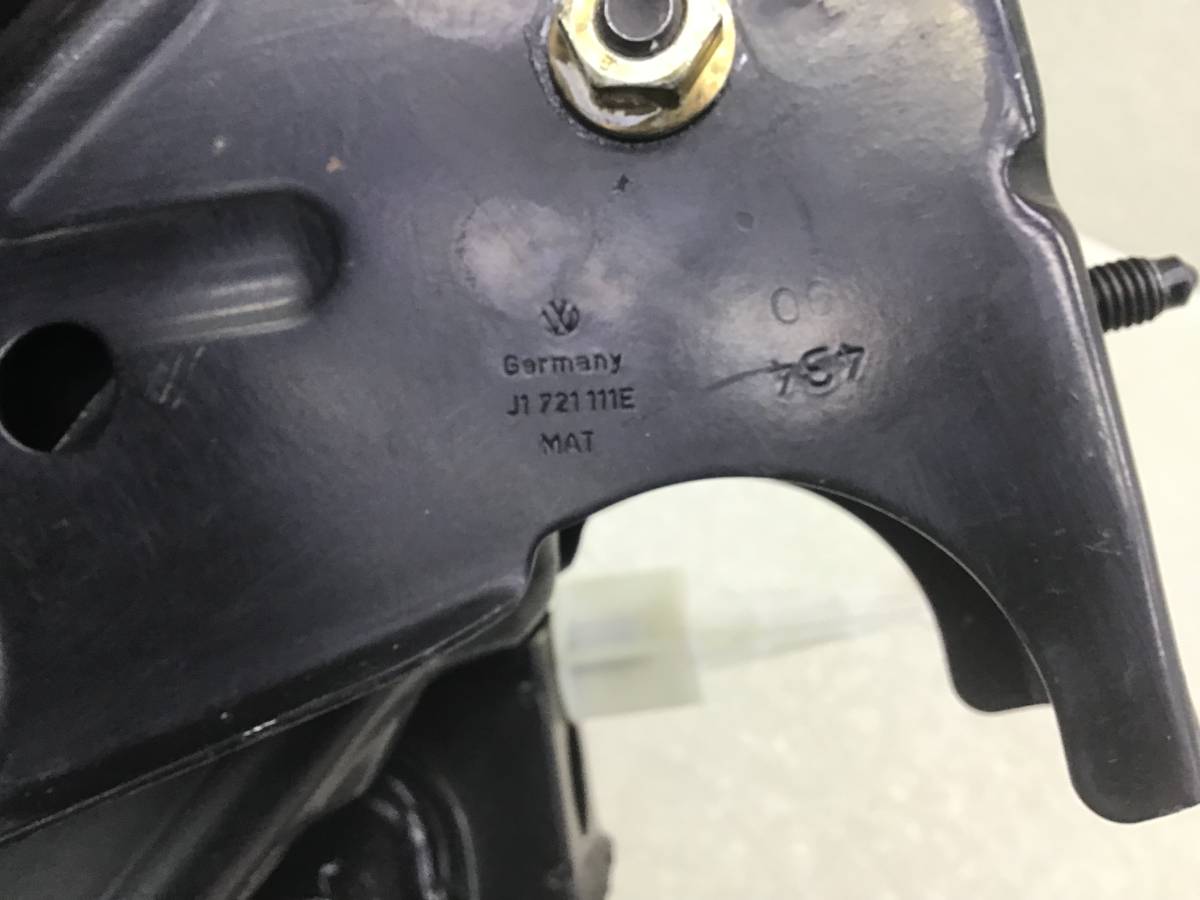 Germany
J1 721 111E
MAT